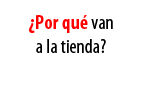 ¿Por qué van
a la tienda?